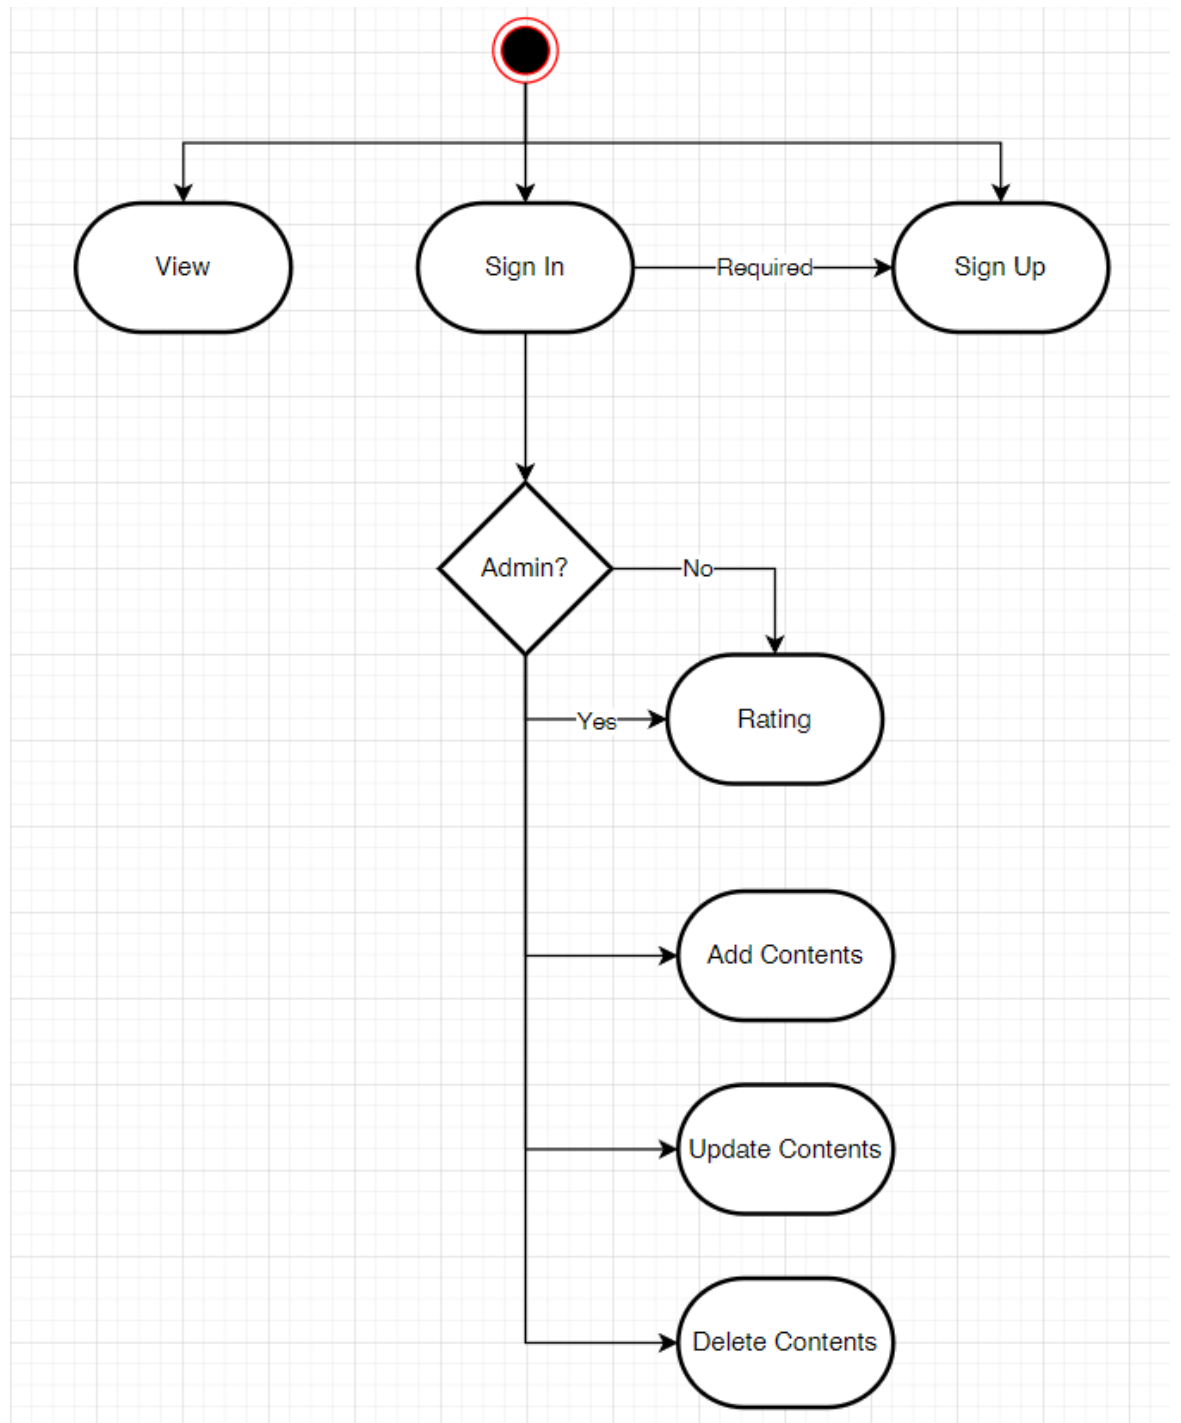 View
Sign In
Required
Sign Up
Admin?
No
Yes
Rating
Add Contents
Update Contents
Delete Contents